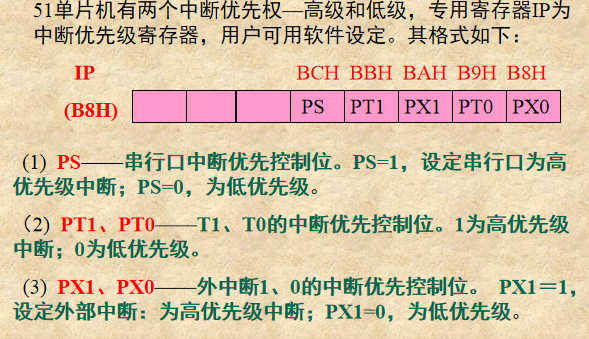 51单片机有两个中断优先权—高级和低级，专用寄存器IP为
中断优先级寄存器，用户可用软件设定。其格式如下：
IP BCH BBH BAH B9H B8H
(B8H) PS PT1 PX1 PT0 PX0
(1) PS——串行口中断优先控制位。PS=1，设定串行口为高
优先级中断；PS=0，为低优先级。
（2）PT1、PT0——T1、T0的中断优先控制位。1为高优先级
中断；0为低优先级。
(3) PX1、PX0——外中断1、0的中断优先控制位。 PX1＝1，
设定外部中断：为高优先级中断；PX1=0，为低优先级。